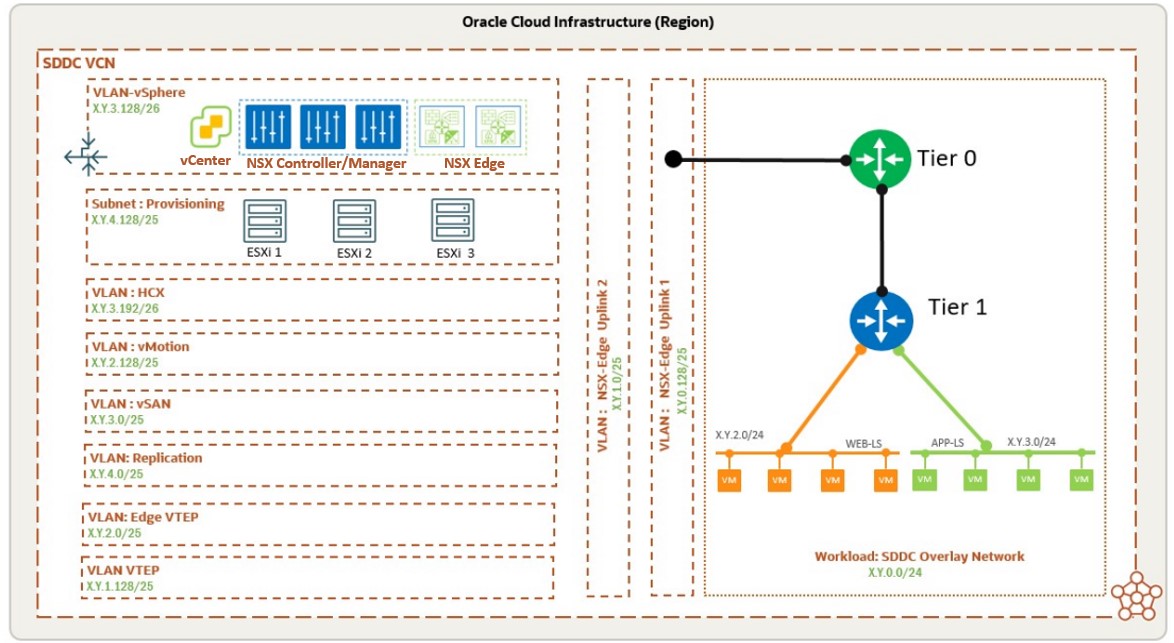 Oracle Cloud Infrastructure (Region)
SDDC VCN
VLAN-vSphere
X.Y.3.128/26
vCenter
NSX Controller/Manager
NSX Edge
Subnet : Provisioning
X.Y.4.128/25
ESXi 1
ESXi 2
ESXi 3
VLAN : HCX
X.Y.3.192/26
VLAN : vMotion
X.Y.2.128/25
VLAN : vSAN
X.Y.3.0/25
VLAN: Replication
X.Y.4.0/25
VLAN: Edge VTEP
X.Y.2.0/25
VLAN VTEP
X.Y.1.128/25
VLAN : NSX-Edge Uplink 2
X.Y.1.0/25
VLAN : NSX-Edge Uplink 1
X.Y.0.128/25
Tier 0
Tier 1
X.Y.2.0/24
WEB-LS
APP-LS
X.Y.3.0/24
VM
VM
VM
VM
VM
VM
VM
VM
Workload: SDDC Overlay Network
X.Y.0.0/24